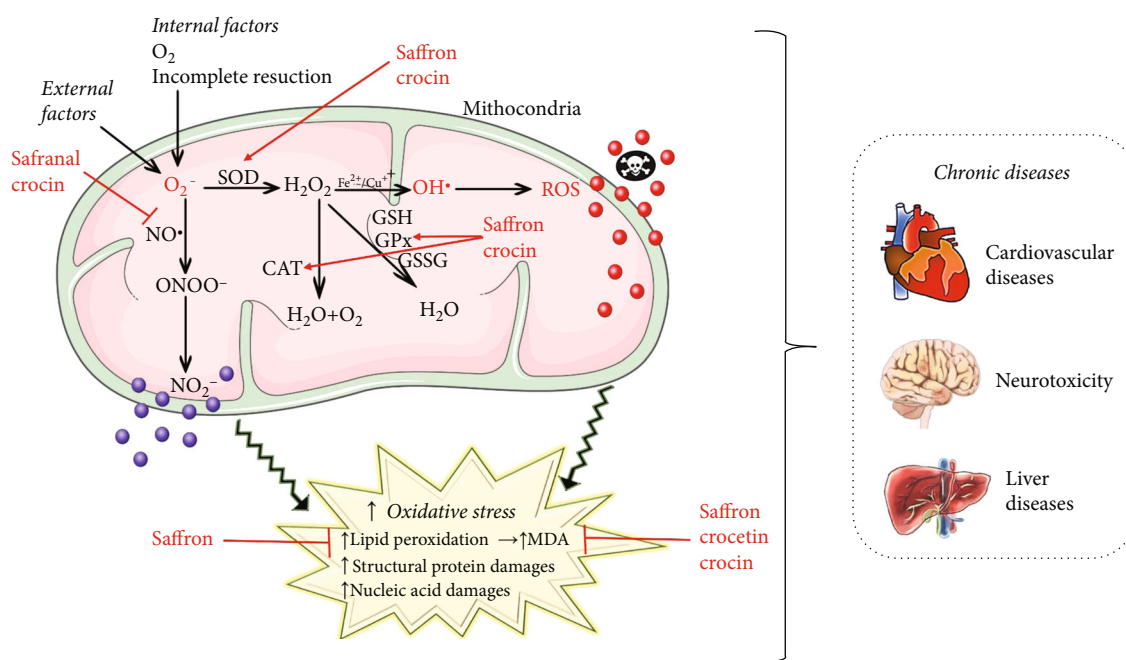 Internal factors
O₂
Incomplete resuction
External
factors
Saffron
crocin
Mithocondria
Safranal
crocin
O₂⁻
SOD
H₂O₂
Fe²⁺/Cu⁺⁺
OH•
ROS
NO•
GSH
GPx
GSSG
Saffron
crocin
CAT
ONOO⁻
H₂O+O₂
H₂O
NO₂⁻
↑ Oxidative stress
↑Lipid peroxidation →↑MDA
↑Structural protein damages
↑Nucleic acid damages
Saffron
Saffron
crocetin
crocin
Chronic diseases
Cardiovascular
diseases
Neurotoxicity
Liver
diseases